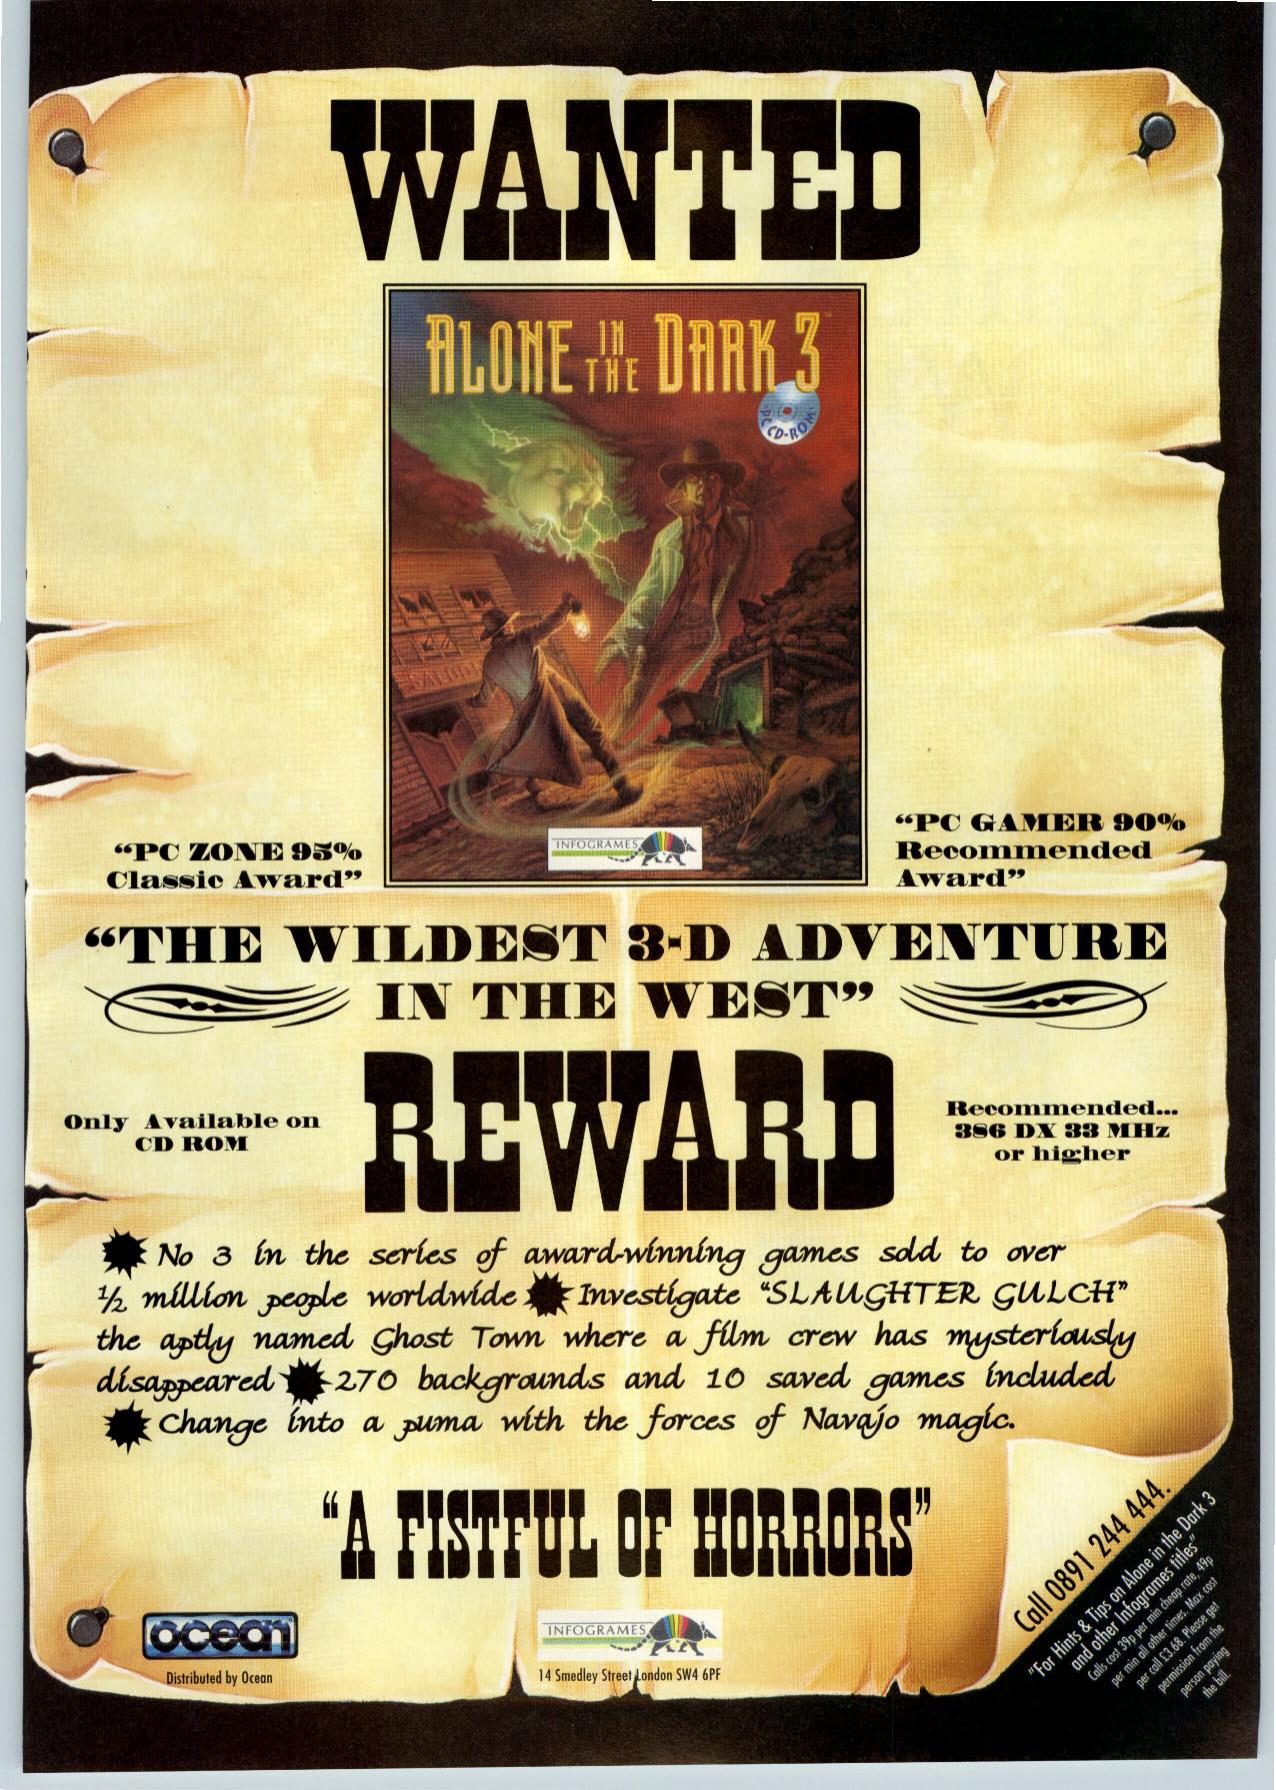 WANTED
ALONE IN THE DARK 3™
PC CD-ROM
SALOON
INFOGRAMES
"PC ZONE 95%
Classic Award"
"PC GAMER 90%
Recommended
Award"
"THE WILDEST 3-D ADVENTURE
IN THE WEST"
Only Available on
CD ROM
REWARD
Recommended...
386 DX 33 MHz
or higher
No 3 in the series of award-winning games sold to over
½ million people worldwide Investigate "SLAUGHTER GULCH"
the aptly named Ghost Town where a film crew has mysteriously
disappeared 270 backgrounds and 10 saved games included
Change into a puma with the forces of Navajo magic.
"A FISTFUL OF HORRORS"
ocean
Distributed by Ocean
INFOGRAMES
14 Smedley Street London SW4 6PF
Call 0891 244 444.
"For Hints & Tips on Alone in the Dark 3
and other Infogrames titles"
Calls cost 39p per min cheap rate, 49p
per min all other times. Max cost
per call £3.68. Please get
permission from the
person paying
the bill.